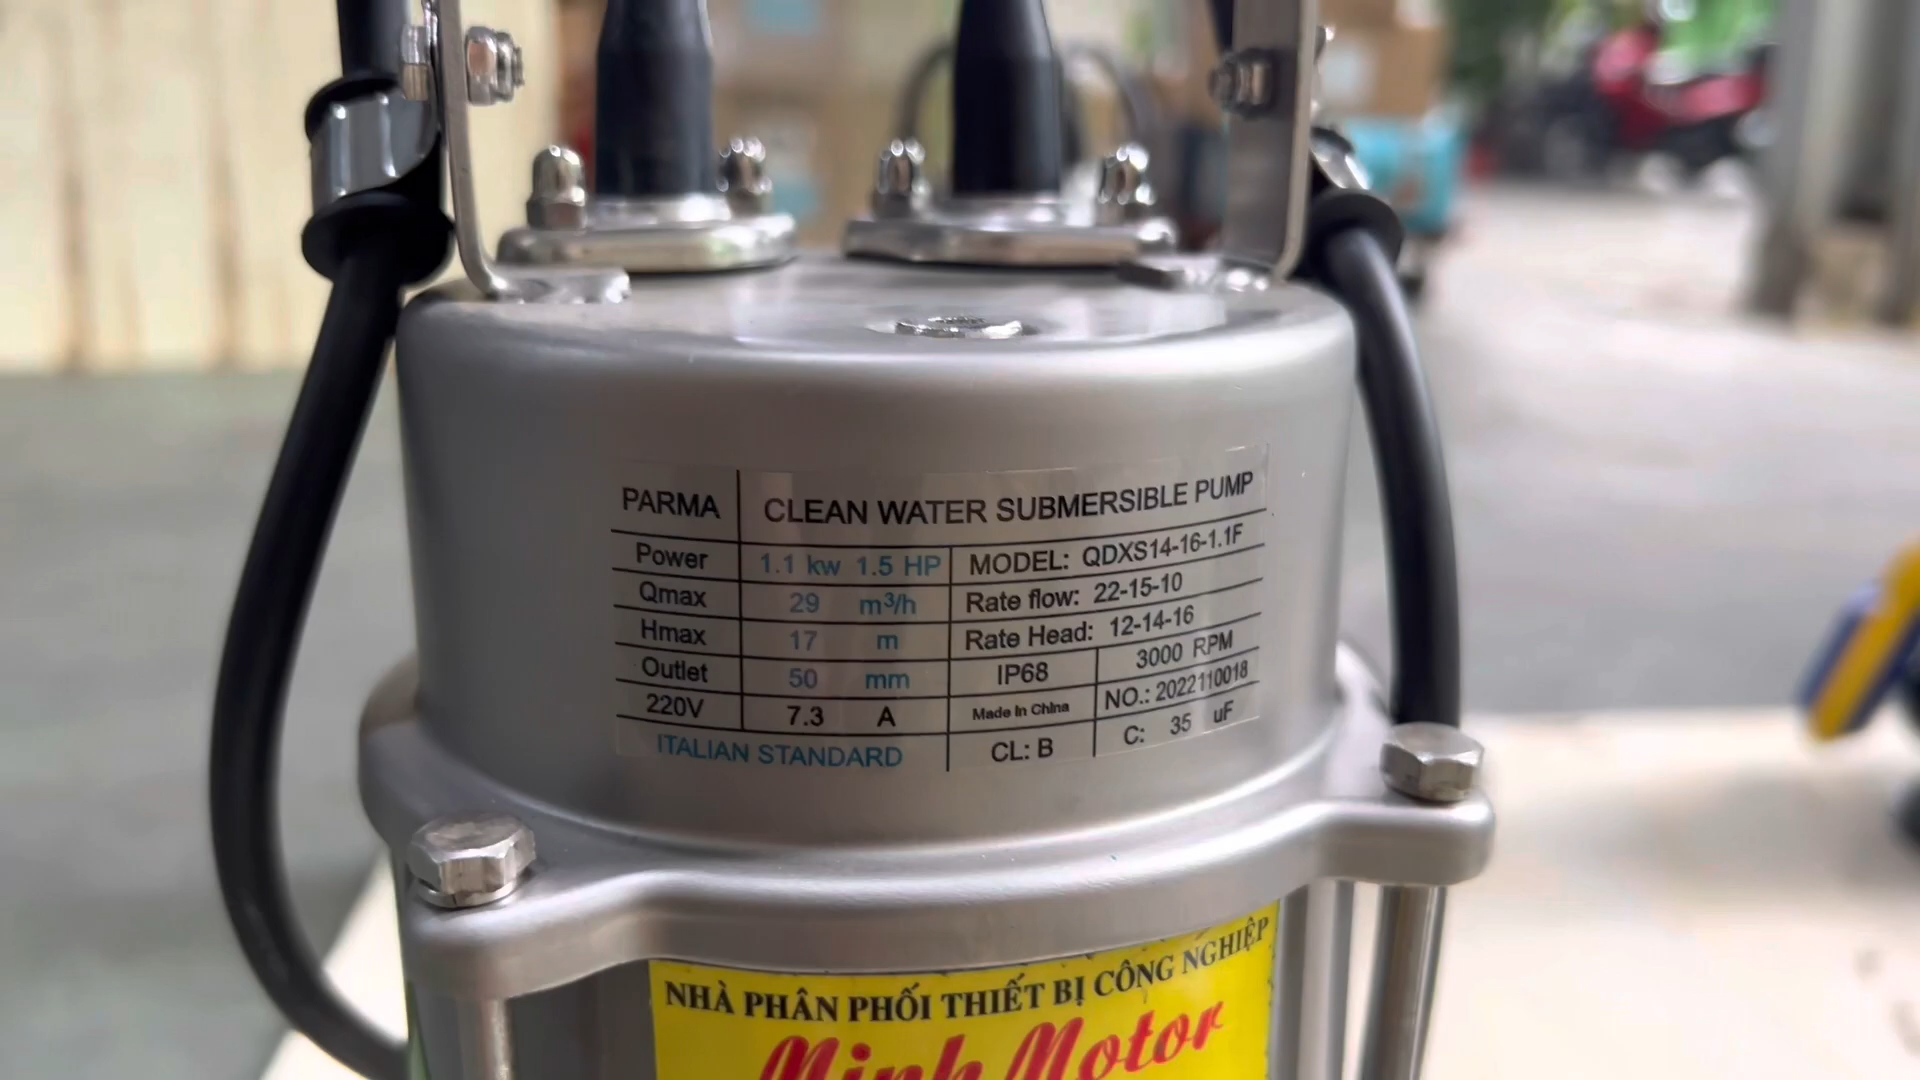 PARMA CLEAN WATER SUBMERSIBLE PUMP
Power 1.1 kw 1.5 HP MODEL: QDXS14-16-1.1F
Qmax 29 m³/h Rate flow: 22-15-10
Hmax 17 m Rate Head: 12-14-16
Outlet 50 mm IP68 3000 RPM
220V 7.3 A Made In China NO.: 2022110018
ITALIAN STANDARD CL: B C: 35 uF
NHÀ PHÂN PHỐI THIẾT BỊ CÔNG NGHIỆP
Minh Motor